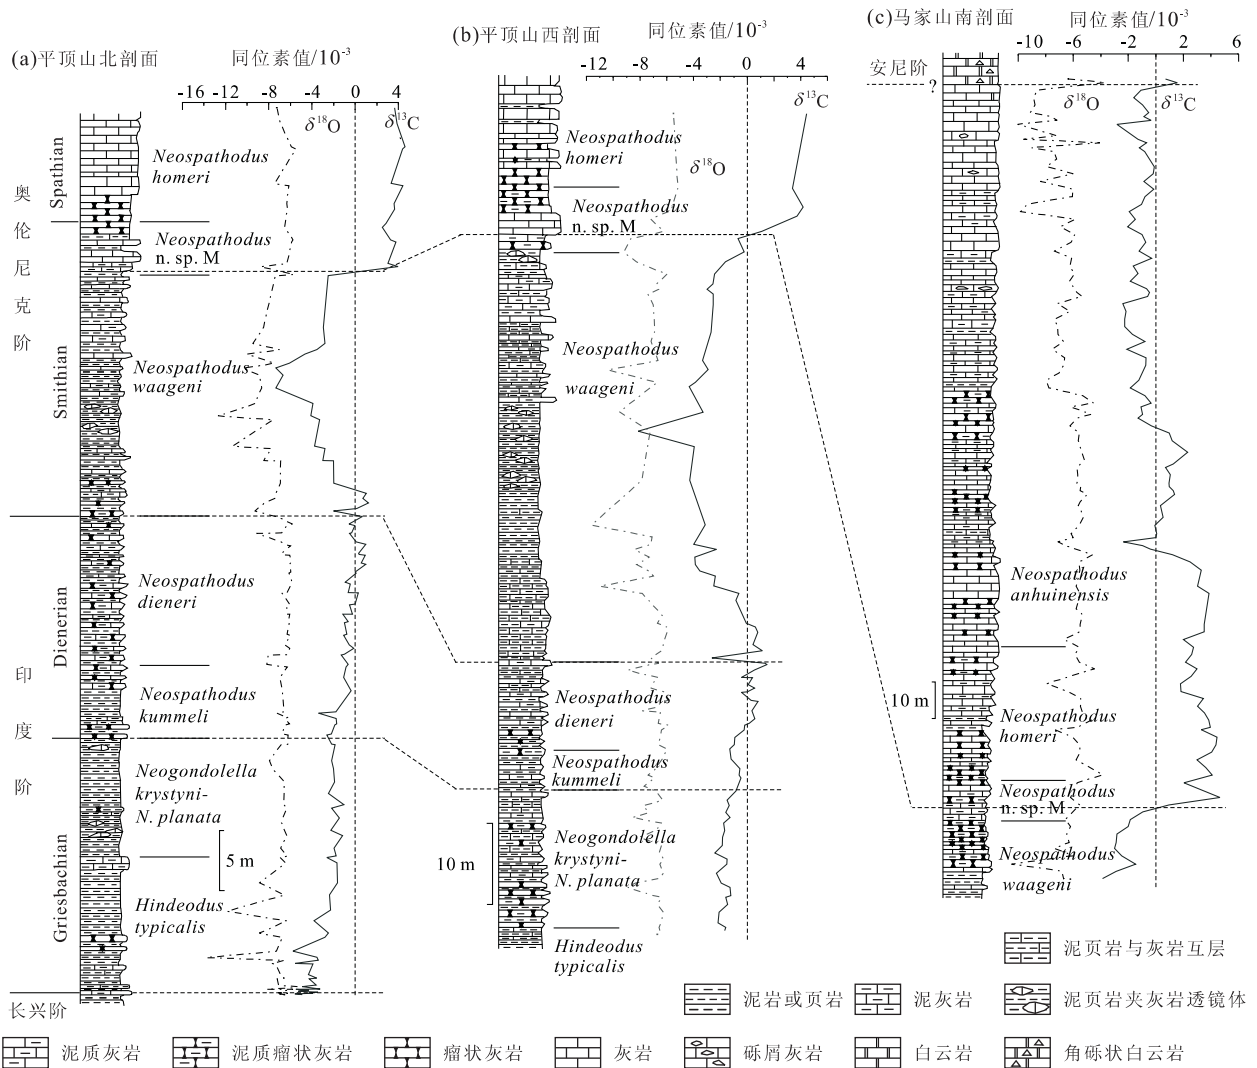 (a)平顶山北剖面
同位素值/10-3
-16 -12 -8 -4 0 4
δ18O
δ13C
奥伦尼克阶
印度阶
Spathian
Smithian
Dienerian
Griesbachian
长兴阶
Neospathodus
homeri
Neospathodus
n. sp. M
Neospathodus
waageni
Neospathodus
dieneri
Neospathodus
kummeli
Neogondolella
krystyni-
N. planata
5 m
Hindeodus
typicalis
(b)平顶山西剖面
同位素值/10-3
-12 -8 -4 0 4
δ13C
δ18O
Neospathodus
homeri
Neospathodus
n. sp. M
Neospathodus
waageni
Neospathodus
dieneri
Neospathodus
kummeli
10 m
Neogondolella
krystyni-
N. planata
Hindeodus
typicalis
(c)马家山南剖面
同位素值/10-3
-10 -6 -2 2 6
安尼阶
?
δ18O
δ13C
Neospathodus
anhuinensis
10 m
Neospathodus
homeri
Neospathodus
n. sp. M
Neospathodus
waageni
泥页岩与灰岩互层
泥岩或页岩
泥灰岩
泥页岩夹灰岩透镜体
泥质灰岩
泥质瘤状灰岩
瘤状灰岩
灰岩
砾屑灰岩
白云岩
角砾状白云岩